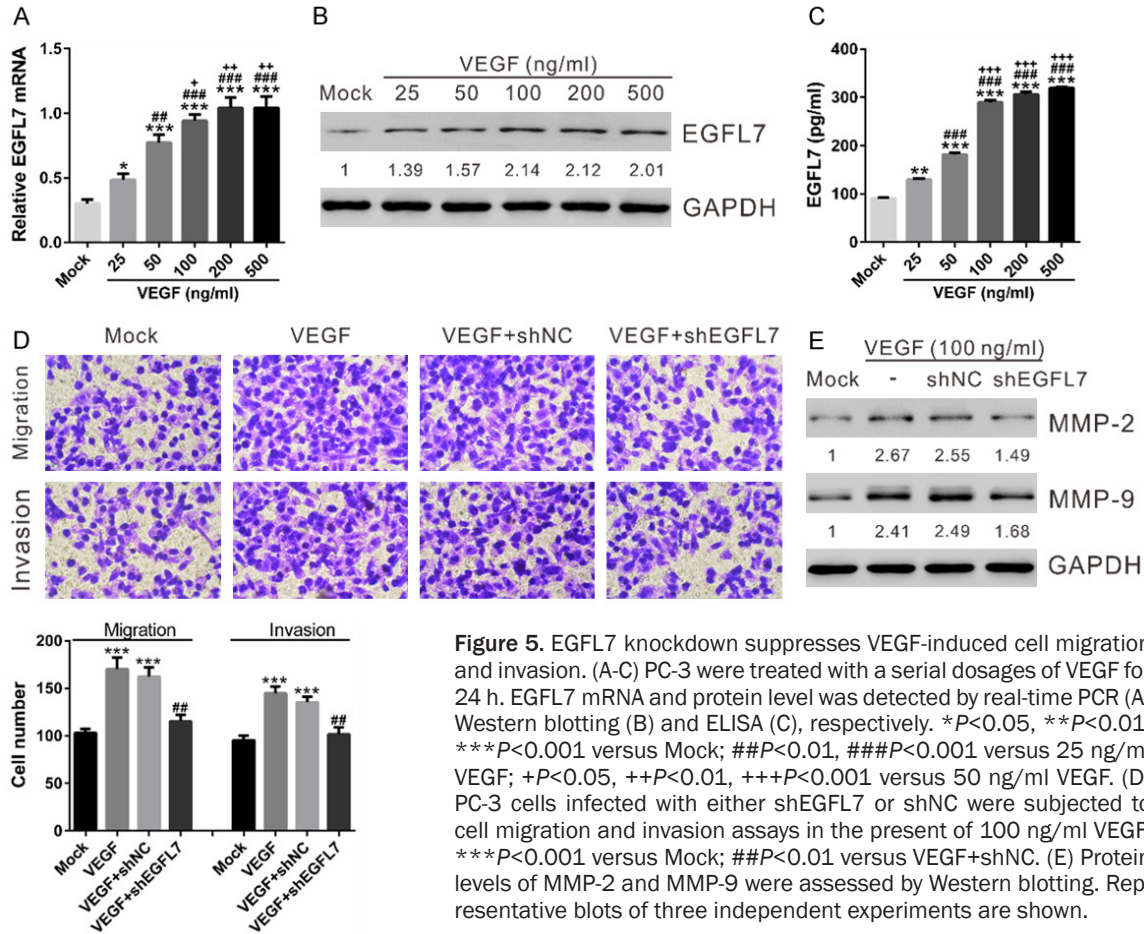 A
Relative EGFL7 mRNA
1.5
1.0
0.5
0.0
*
##
***
+
###
***
++
###
***
++
###
***
Mock
25
50
100
200
500
VEGF (ng/ml)
B
VEGF (ng/ml)
Mock 25 50 100 200 500
EGFL7
1 1.39 1.57 2.14 2.12 2.01
GAPDH
C
EGFL7 (pg/ml)
400
300
200
100
0
**
###
***
+++
###
***
+++
###
***
+++
###
***
Mock
25
50
100
200
500
VEGF (ng/ml)
D
Mock VEGF VEGF+shNC VEGF+shEGFL7
Migration
Invasion
Cell number
200
150
100
50
0
Migration Invasion
*** *** ## *** *** ##
Mock
VEGF
VEGF+shNC
VEGF+shEGFL7
Mock
VEGF
VEGF+shNC
VEGF+shEGFL7
E
VEGF (100 ng/ml)
Mock - shNC shEGFL7
MMP-2
1 2.67 2.55 1.49
MMP-9
1 2.41 2.49 1.68
GAPDH
Figure 5. EGFL7 knockdown suppresses VEGF-induced cell migration
and invasion. (A-C) PC-3 were treated with a serial dosages of VEGF fo
24 h. EGFL7 mRNA and protein level was detected by real-time PCR (A
Western blotting (B) and ELISA (C), respectively. *P<0.05, **P<0.01
***P<0.001 versus Mock; ##P<0.01, ###P<0.001 versus 25 ng/m
VEGF; +P<0.05, ++P<0.01, +++P<0.001 versus 50 ng/ml VEGF. (D
PC-3 cells infected with either shEGFL7 or shNC were subjected to
cell migration and invasion assays in the present of 100 ng/ml VEGF
***P<0.001 versus Mock; ##P<0.01 versus VEGF+shNC. (E) Protein
levels of MMP-2 and MMP-9 were assessed by Western blotting. Rep
resentative blots of three independent experiments are shown.